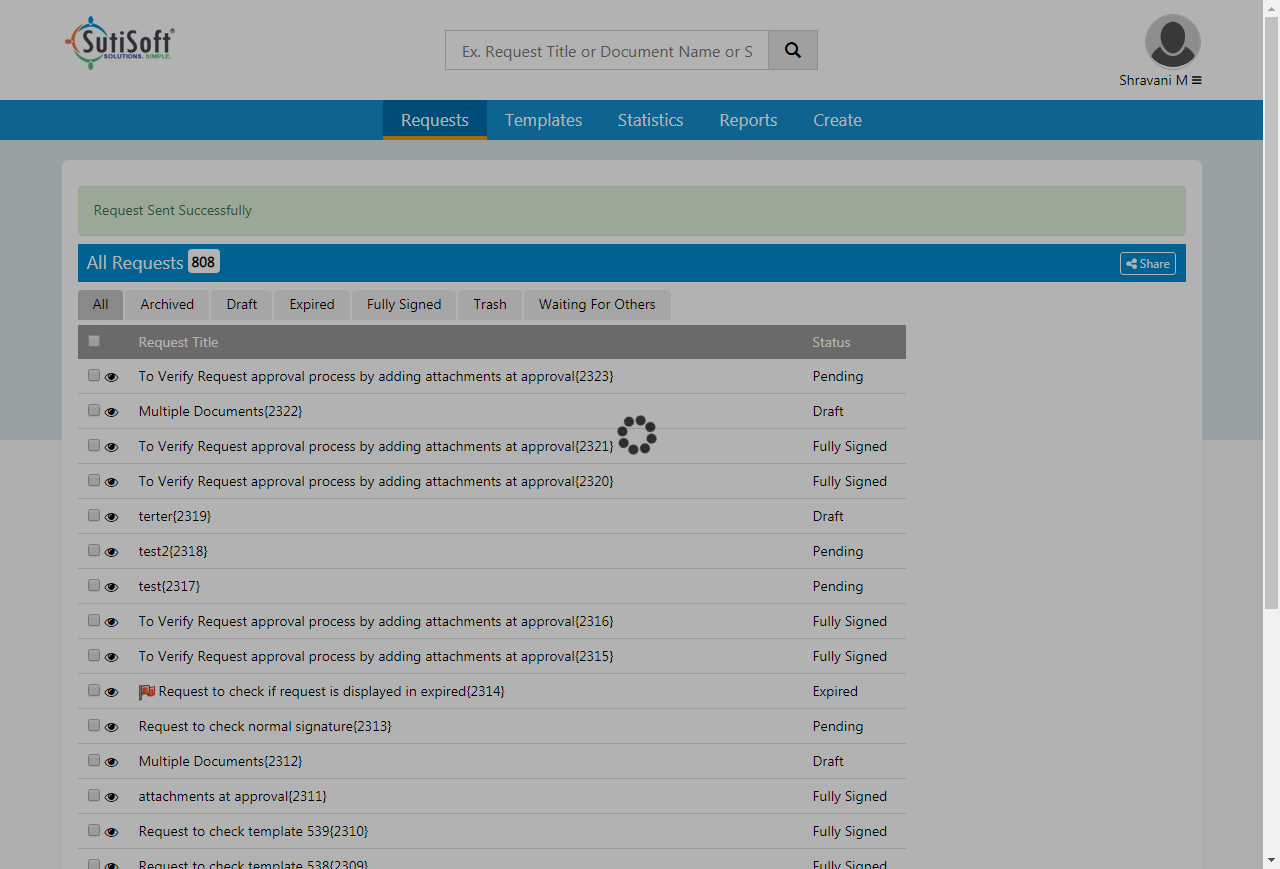 SutiSoft
SOLUTIONS. SIMPLE.
Ex. Request Title or Document Name or S
Shravani M
Requests Templates Statistics Reports Create
Request Sent Successfully
All Requests 808 Share
All Archived Draft Expired Fully Signed Trash Waiting For Others
Request Title Status
To Verify Request approval process by adding attachments at approval{2323} Pending
Multiple Documents{2322} Draft
To Verify Request approval process by adding attachments at approval{2321} Fully Signed
To Verify Request approval process by adding attachments at approval{2320} Fully Signed
terter{2319} Draft
test2{2318} Pending
test{2317} Pending
To Verify Request approval process by adding attachments at approval{2316} Fully Signed
To Verify Request approval process by adding attachments at approval{2315} Fully Signed
Request to check if request is displayed in expired{2314} Expired
Request to check normal signature{2313} Pending
Multiple Documents{2312} Draft
attachments at approval{2311} Fully Signed
Request to check template 539{2310} Fully Signed
Request to check template 538{2309} Fully Signed